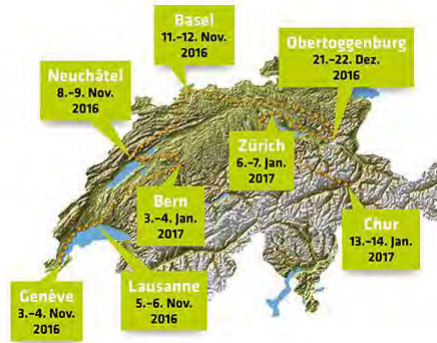 Basel
11.–12. Nov.
2016
Obertoggenburg
21.–22. Dez.
2016
Neuchâtel
8.–9. Nov.
2016
Zürich
6.–7. Jan.
2017
Bern
3.–4. Jan.
2017
Chur
13.–14. Jan.
2017
Genève
3.–4. Nov.
2016
Lausanne
5.–6. Nov.
2016